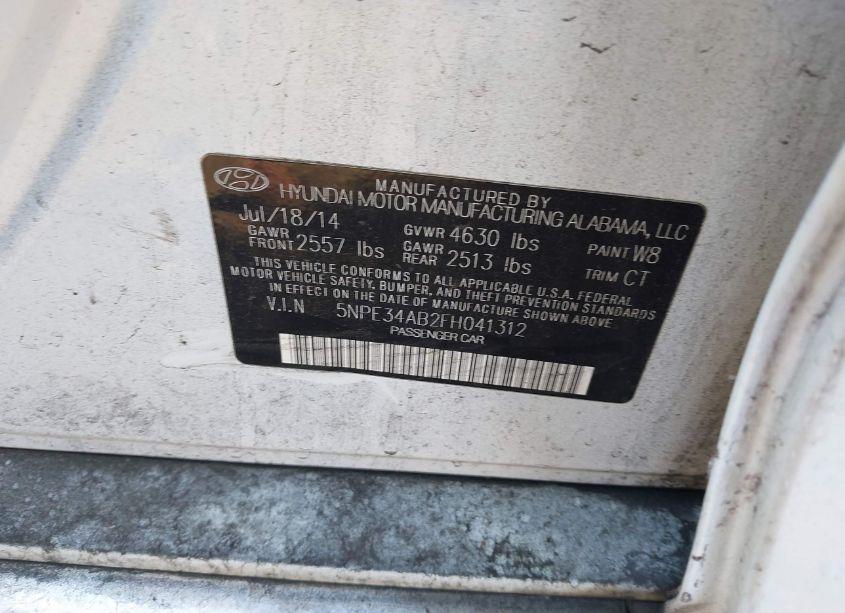 MANUFACTURED BY
HYUNDAI MOTOR MANUFACTURING ALABAMA, LLC
Jul/18/14 GVWR 4630 lbs PAINT W8
GAWR FRONT 2557 lbs GAWR REAR 2513 lbs TRIM CT
THIS VEHICLE CONFORMS TO ALL APPLICABLE U.S.A. FEDERAL
MOTOR VEHICLE SAFETY, BUMPER, AND THEFT PREVENTION STANDARDS
IN EFFECT ON THE DATE OF MANUFACTURE SHOWN ABOVE.
V.I.N 5NPE34AB2FH041312
PASSENGER CAR